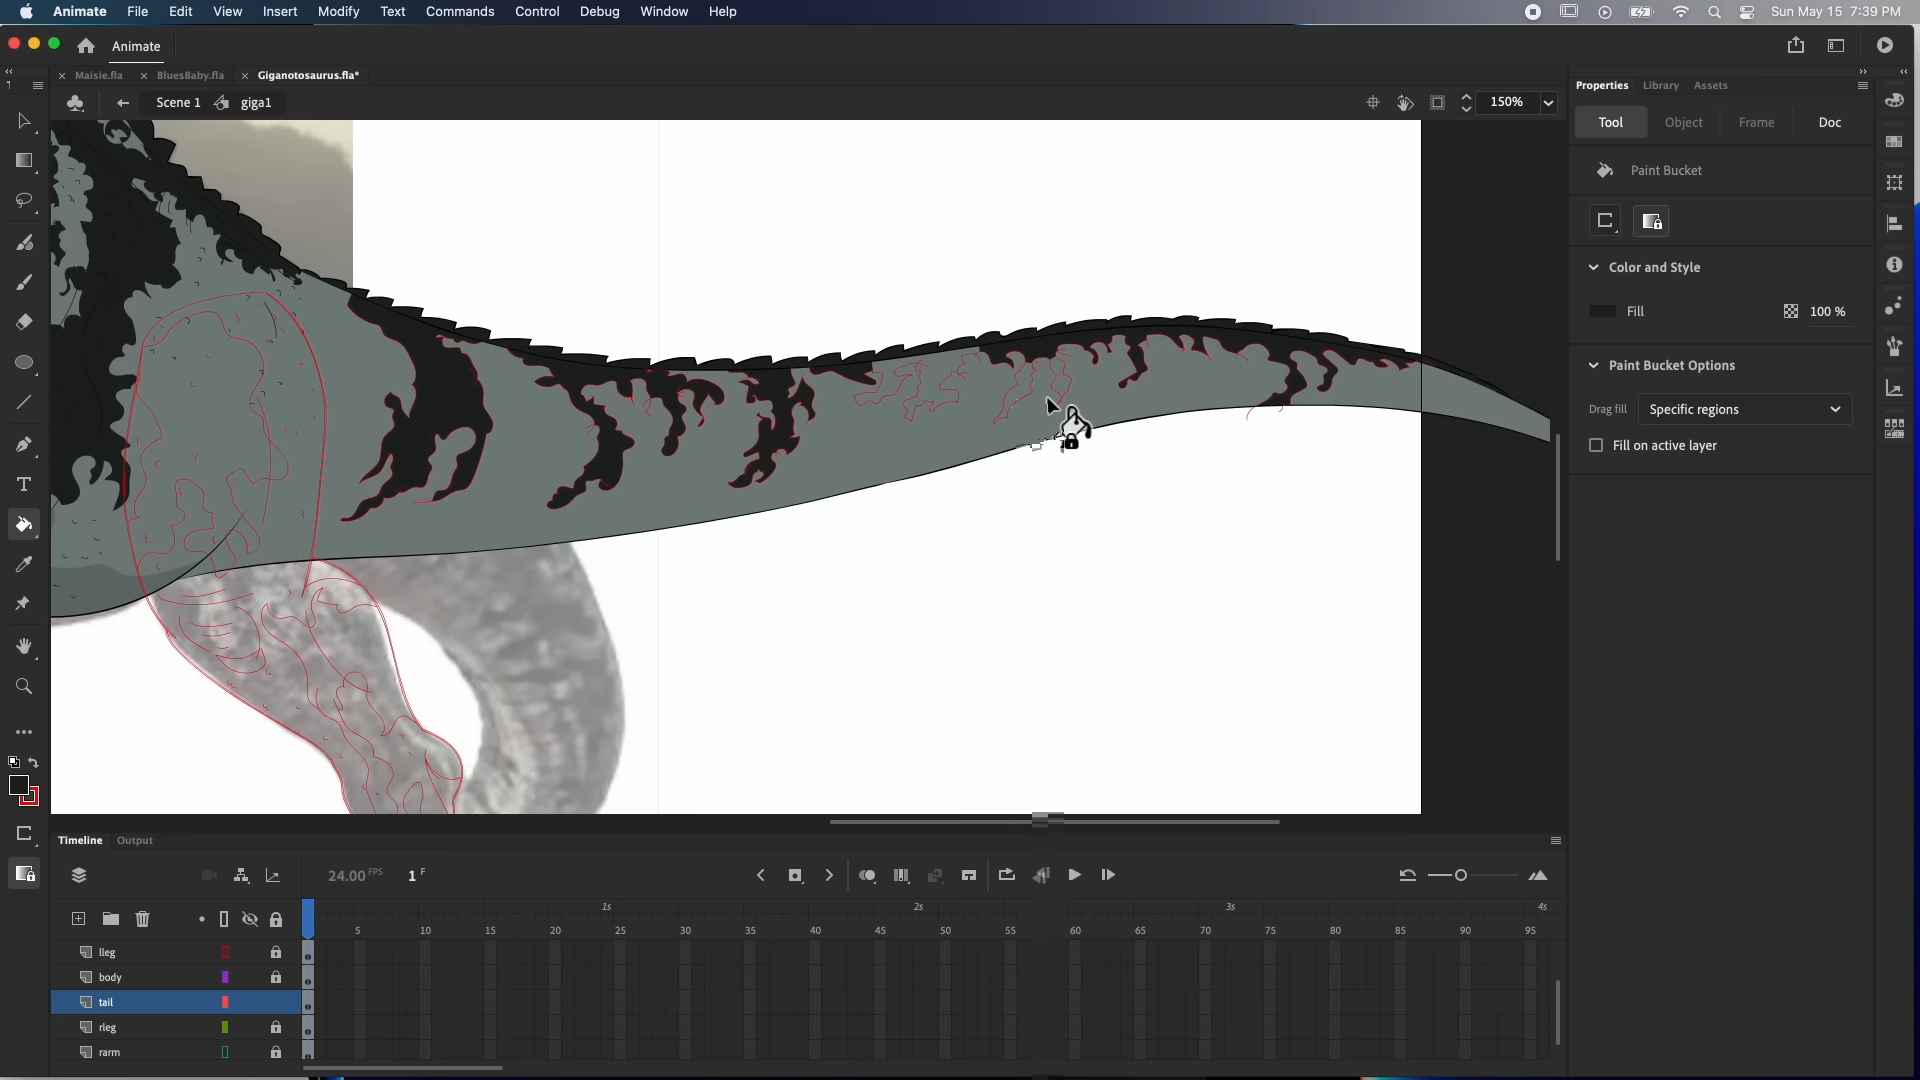 Animate File Edit View Insert Modify Text Commands Control Debug Window Help Sun May 15 7:39 PM
Animate
Maisie.fla BluesBaby.fla Giganotosaurus.fla*
Scene 1 giga1 150%
Properties Library Assets
Tool Object Frame Doc
Paint Bucket
Color and Style
Fill 100 %
Paint Bucket Options
Drag fill Specific regions
Fill on active layer
Timeline Output
24.00 FPS 1 F
1s 2s 3s 4s
5 10 15 20 25 30 35 40 45 50 55 60 65 70 75 80 85 90 95
lleg
body
tail
rleg
rarm